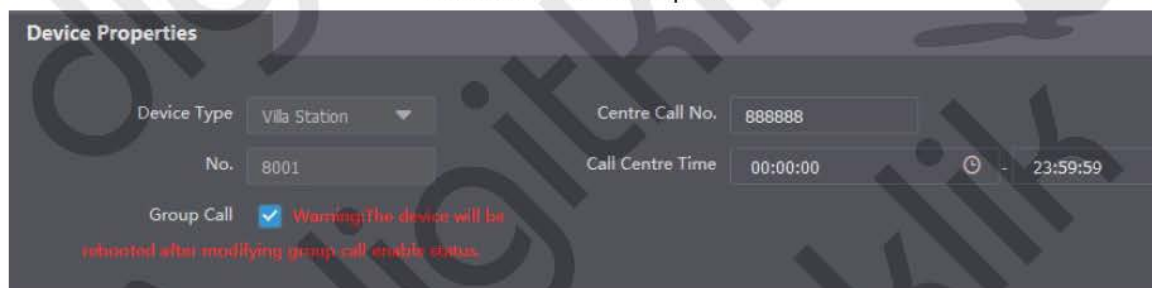 Device Properties
Device Type Villa Station Centre Call No. 888888
No. 8001 Call Centre Time 00:00:00 - 23:59:59
Group Call Warning:The device will be
rebooted after modifying group call enable status.